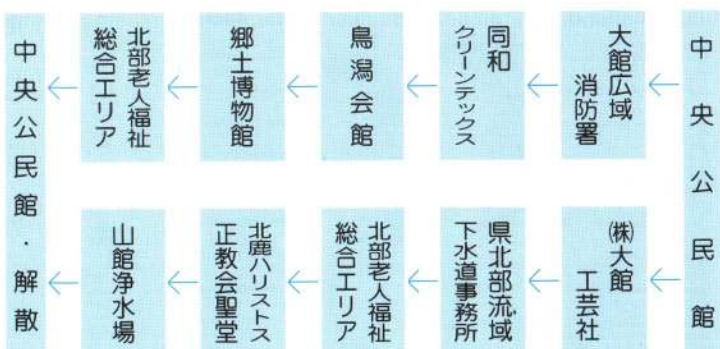 中央公民館
大館広域
消防署
同和
クリーンテックス
鳥潟会館
郷土博物館
北部老人福祉
総合エリア
㈱大館
工芸社
県北部流域
下水道事務所
北部老人福祉
総合エリア
北鹿ハリストス
正教会聖堂
山館浄水場
中央公民館・解散